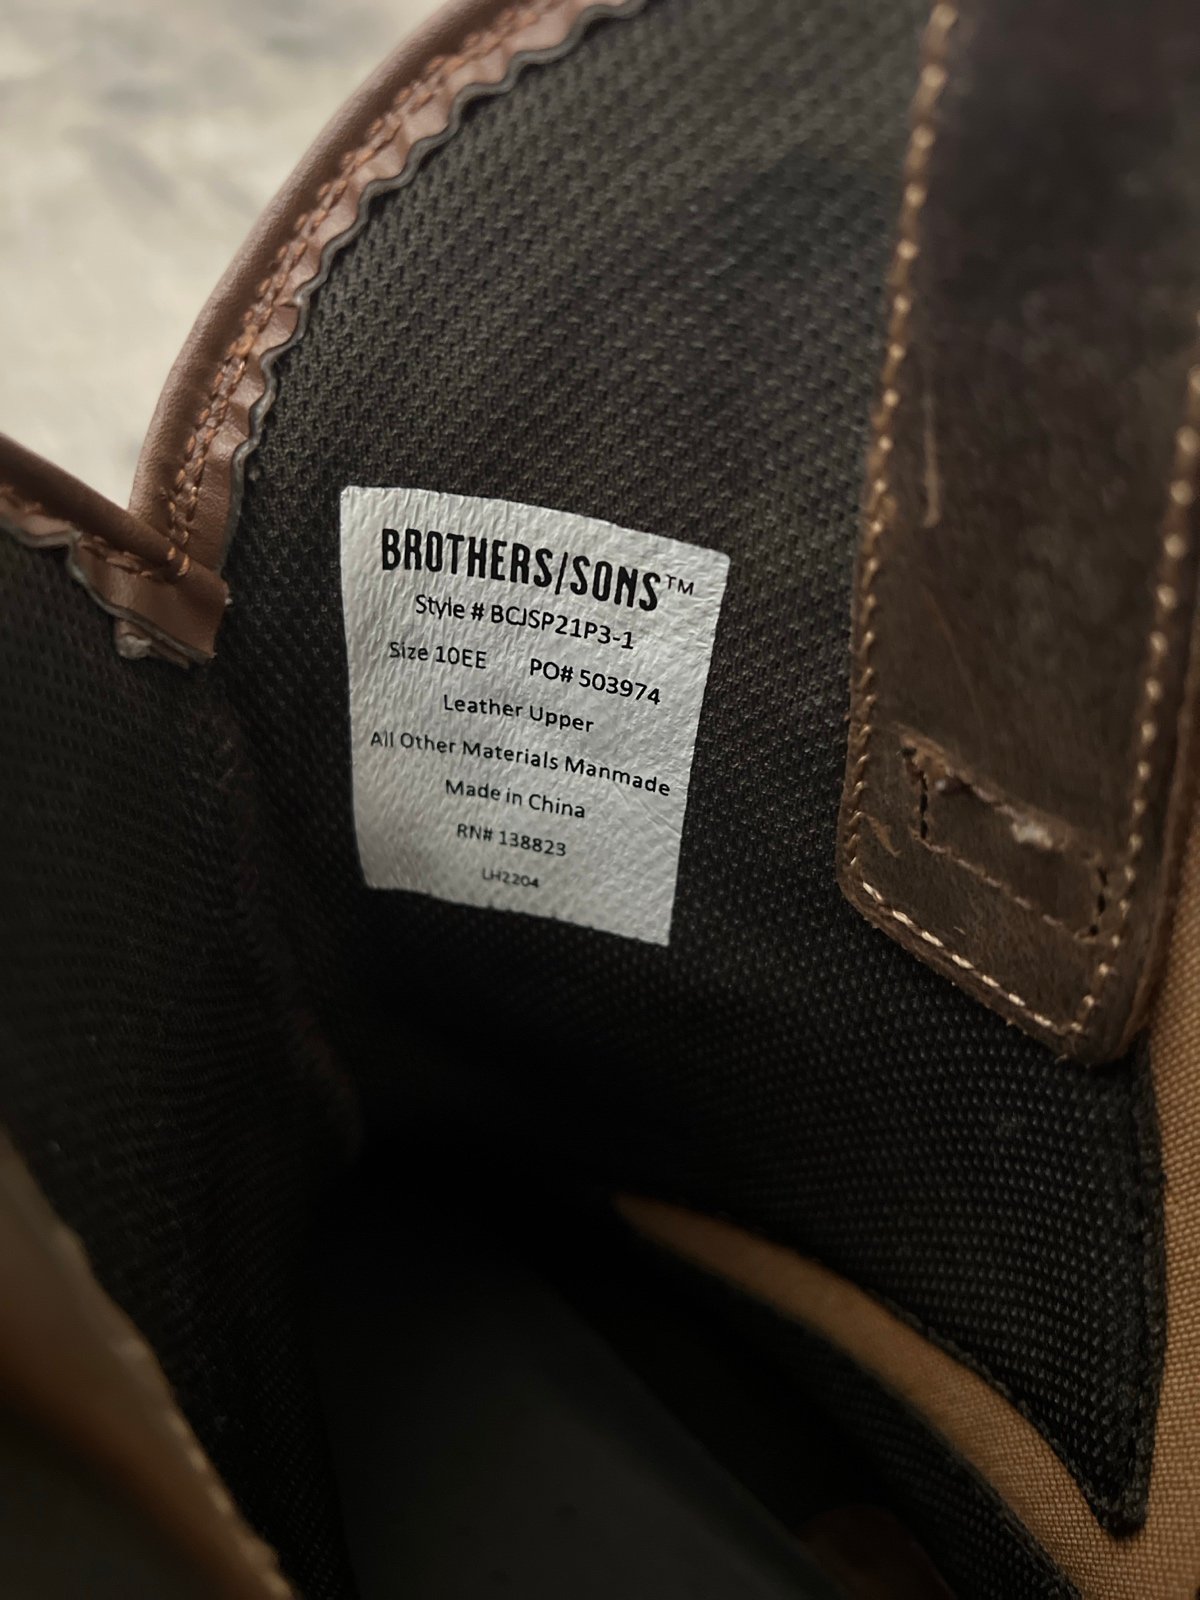 BROTHERS/SONS™
Style # BCJSP21P3-1
Size 10EE PO# 503974
Leather Upper
All Other Materials Manmade
Made in China
RN# 138823
LH2204